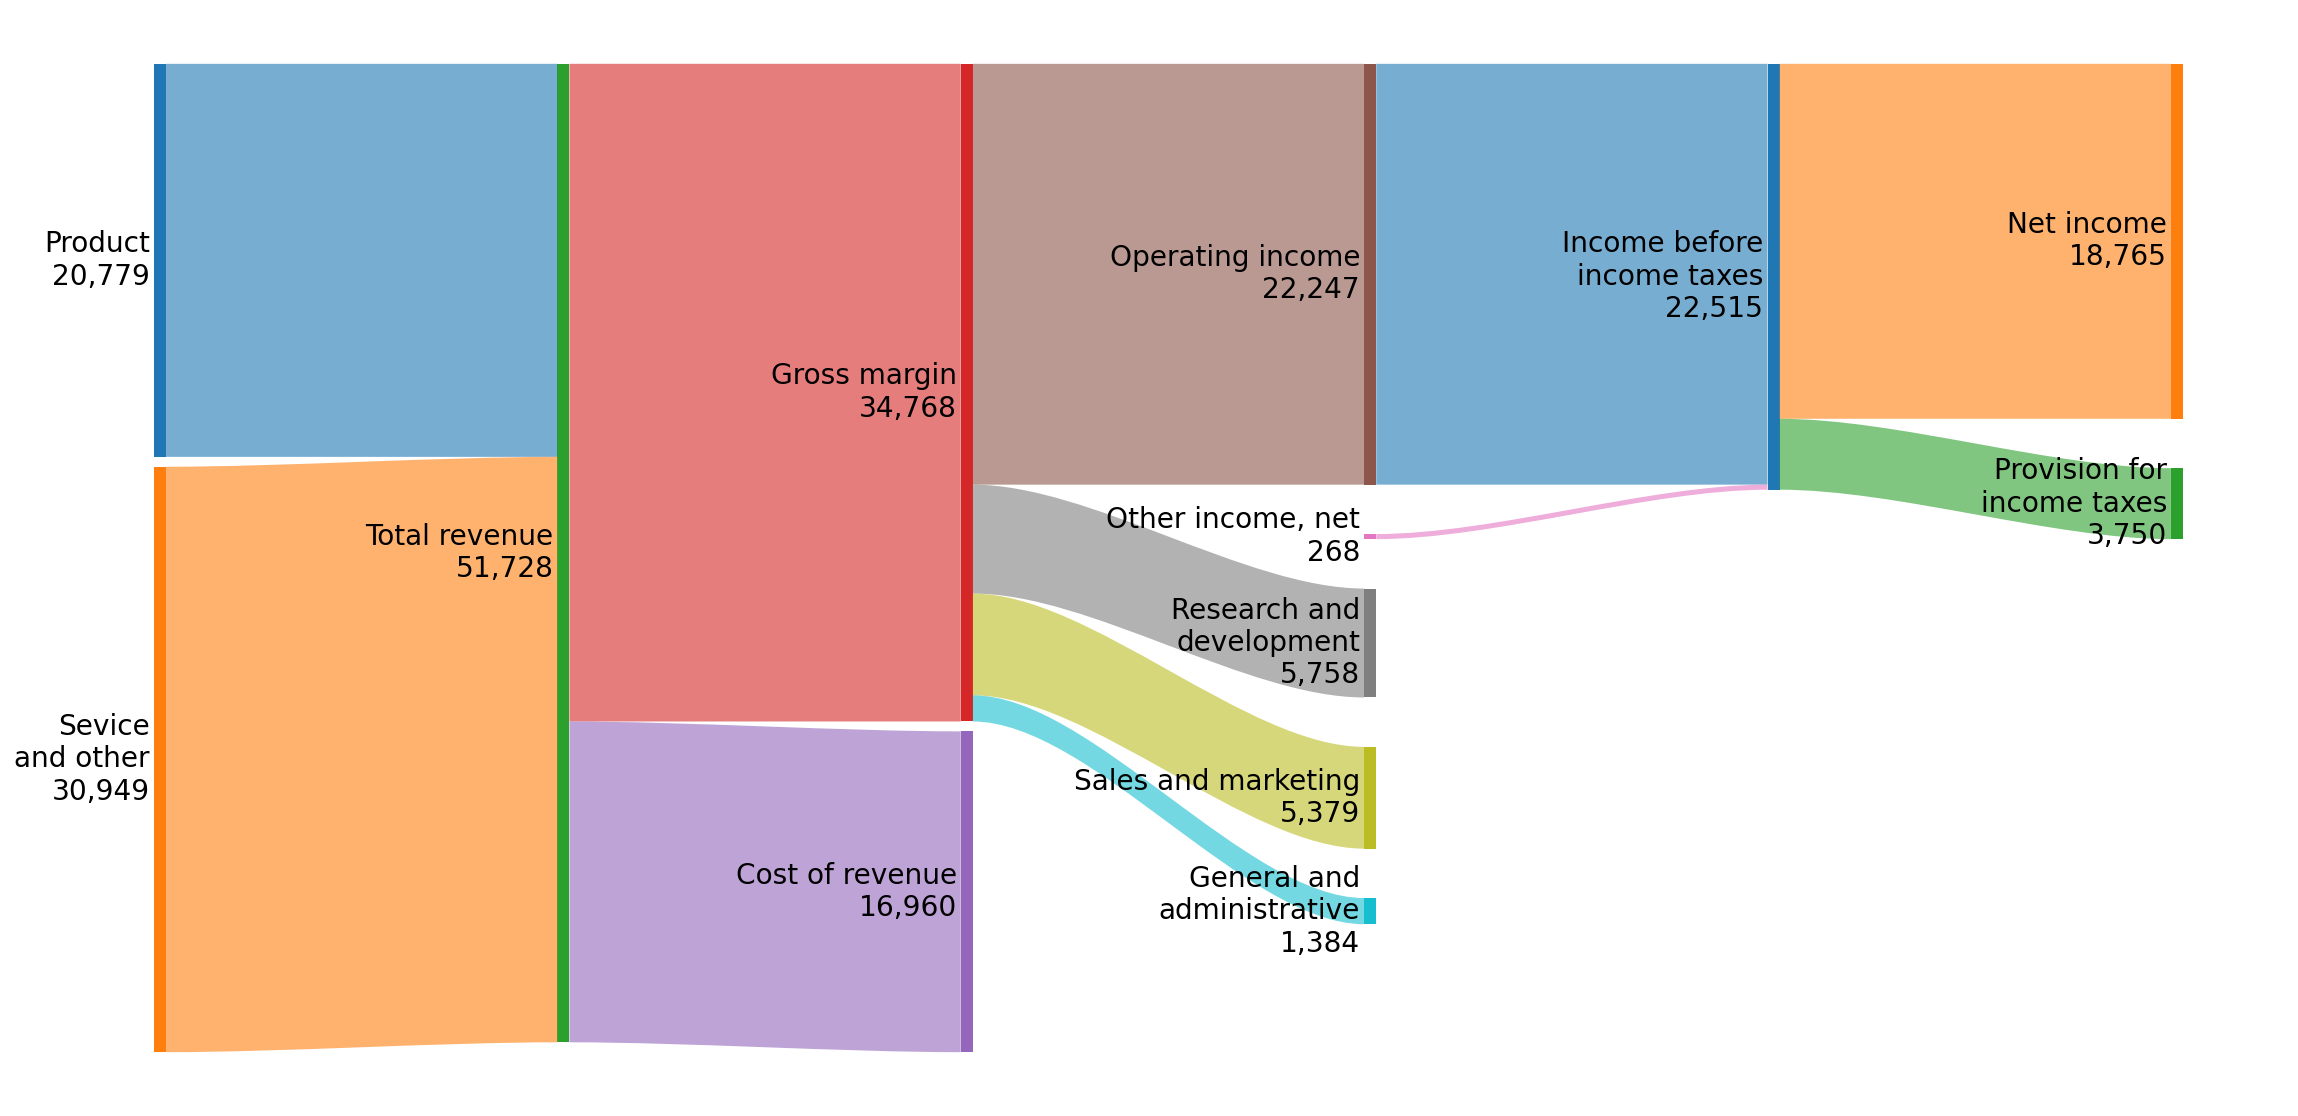 Product
20,779
Sevice
and other
30,949
Total revenue
51,728
Gross margin
34,768
Cost of revenue
16,960
Operating income
22,247
Other income, net
268
Research and
development
5,758
Sales and marketing
5,379
General and
administrative
1,384
Income before
income taxes
22,515
Net income
18,765
Provision for
income taxes
3,750